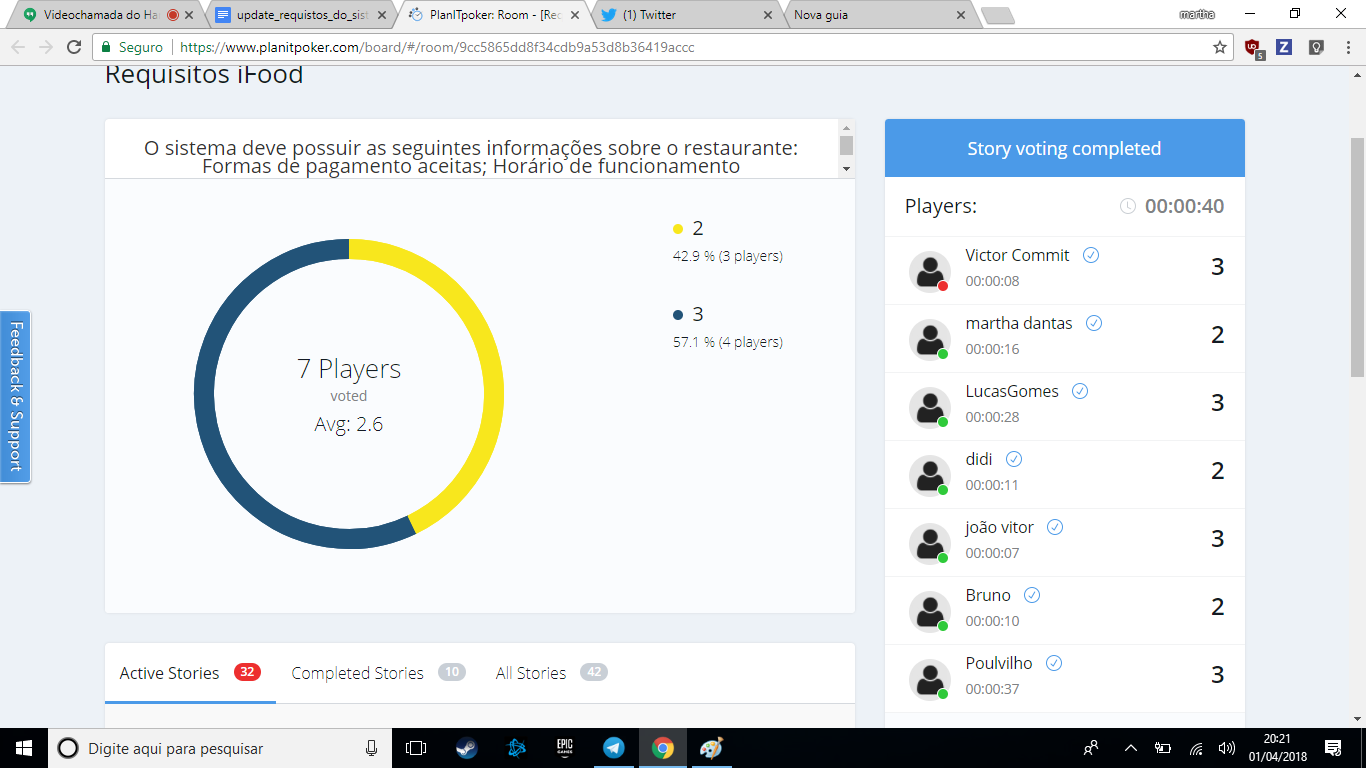 Videochamada do Ha
update_requistos_do_sist
PlanITpoker: Room - [Rec
(1) Twitter
Nova guia
martha
Seguro
https://www.planitpoker.com/board/#/room/9cc5865dd8f34cdb9a53d8b36419accc
5
Requisitos iFood
O sistema deve possuir as seguintes informações sobre o restaurante:
Formas de pagamento aceitas; Horário de funcionamento
2
42.9 % (3 players)
3
57.1 % (4 players)
7 Players
voted
Avg: 2.6
Feedback & Support
Active Stories 32
Completed Stories 10
All Stories 42
Story voting completed
Players:
00:00:40
Victor Commit
00:00:08
3
martha dantas
00:00:16
2
LucasGomes
00:00:28
3
didi
00:00:11
2
joão vitor
00:00:07
3
Bruno
00:00:10
2
Poulvilho
00:00:37
3
Digite aqui para pesquisar
EPIC
GAMES
20:21
01/04/2018